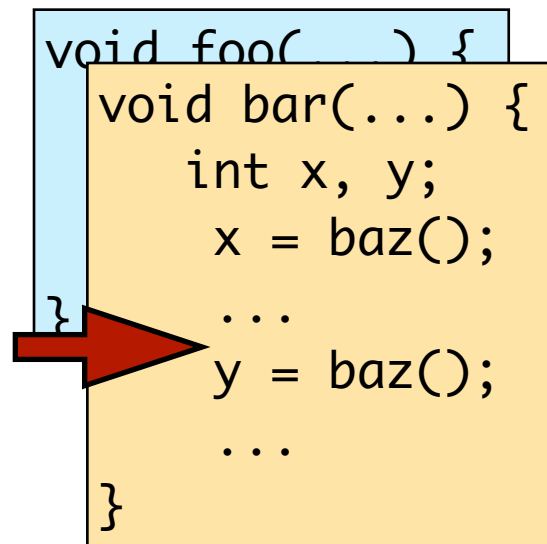 void foo(...) {
}
void bar(...) {
int x, y;
x = baz();
...
y = baz();
...
}